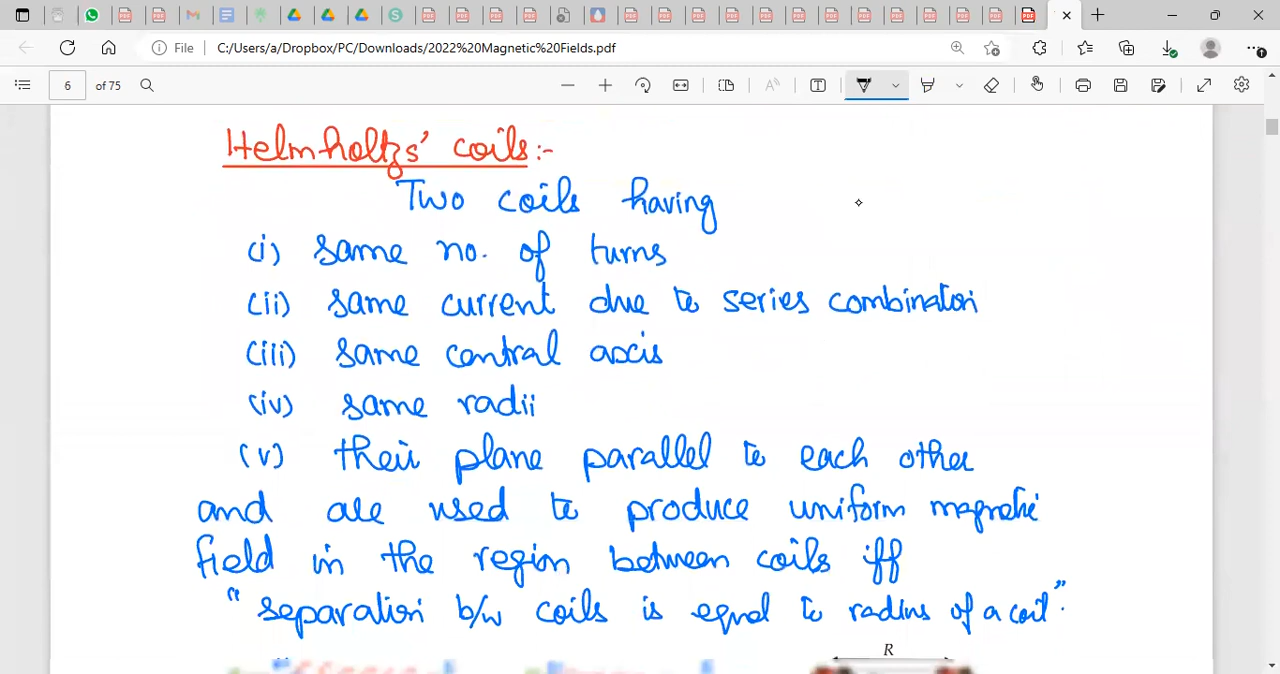 File C:/Users/a/Dropbox/PC/Downloads/2022%20Magnetic%20Fields.pdf
6 of 75
Helmholtzs' coils :-
Two coils having
(i) same no. of turns
(ii) same current due to series combination
(iii) same central axis
(iv) same radii
(v) their plane parallel to each other
and are used to produce uniform magnetic
field in the region between coils iff
"separation b/w coils is equal to radius of a coil".
R